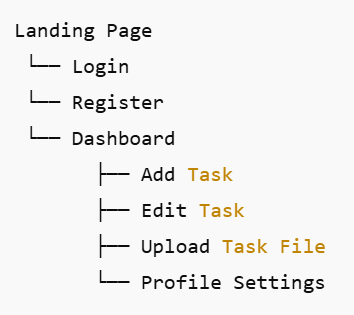 Landing Page
 └── Login
 └── Register
 └── Dashboard
       ├── Add Task
       ├── Edit Task
       ├── Upload Task File
       └── Profile Settings